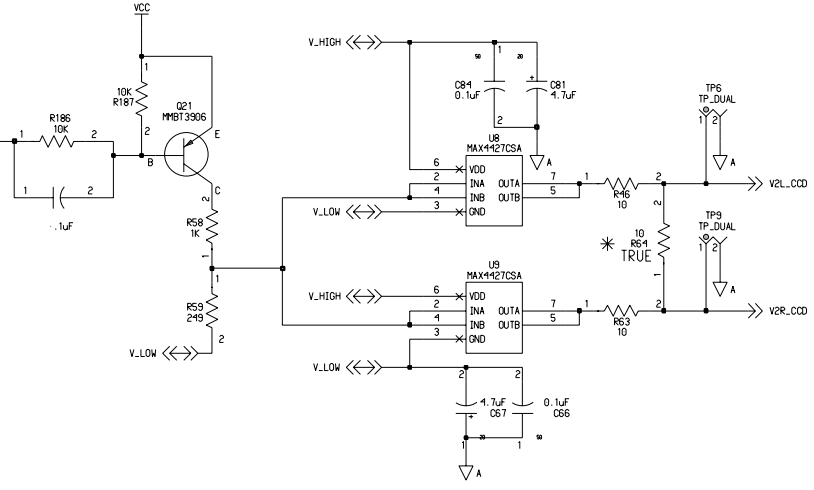 VCC
1
10K
R187
2
Q21
MMBT3906
R186
10K
1
2
B
E
C
1
2
.1uF
2
R58
1K
1
1
R59
249
2
V_LOW
V_HIGH
1
50
20
C84
0.1uF
+
C81
4.7uF
2
A
U8
MAX4427CSA
6
VDD
2
INA
OUTA
7
4
INB
OUTB
5
3
GND
V_LOW
1
2
R46
10
TP6
TP_DUAL
1
2
A
V2L_CCD
2
10
R64
TRUE
1
TP9
TP_DUAL
1
2
A
U9
MAX4427CSA
V_HIGH
6
VDD
2
INA
OUTA
7
4
INB
OUTB
5
3
GND
1
2
R63
10
V2R_CCD
V_LOW
2
2
4.7uF
C67
+
0.1uF
C66
1
20
1
50
A